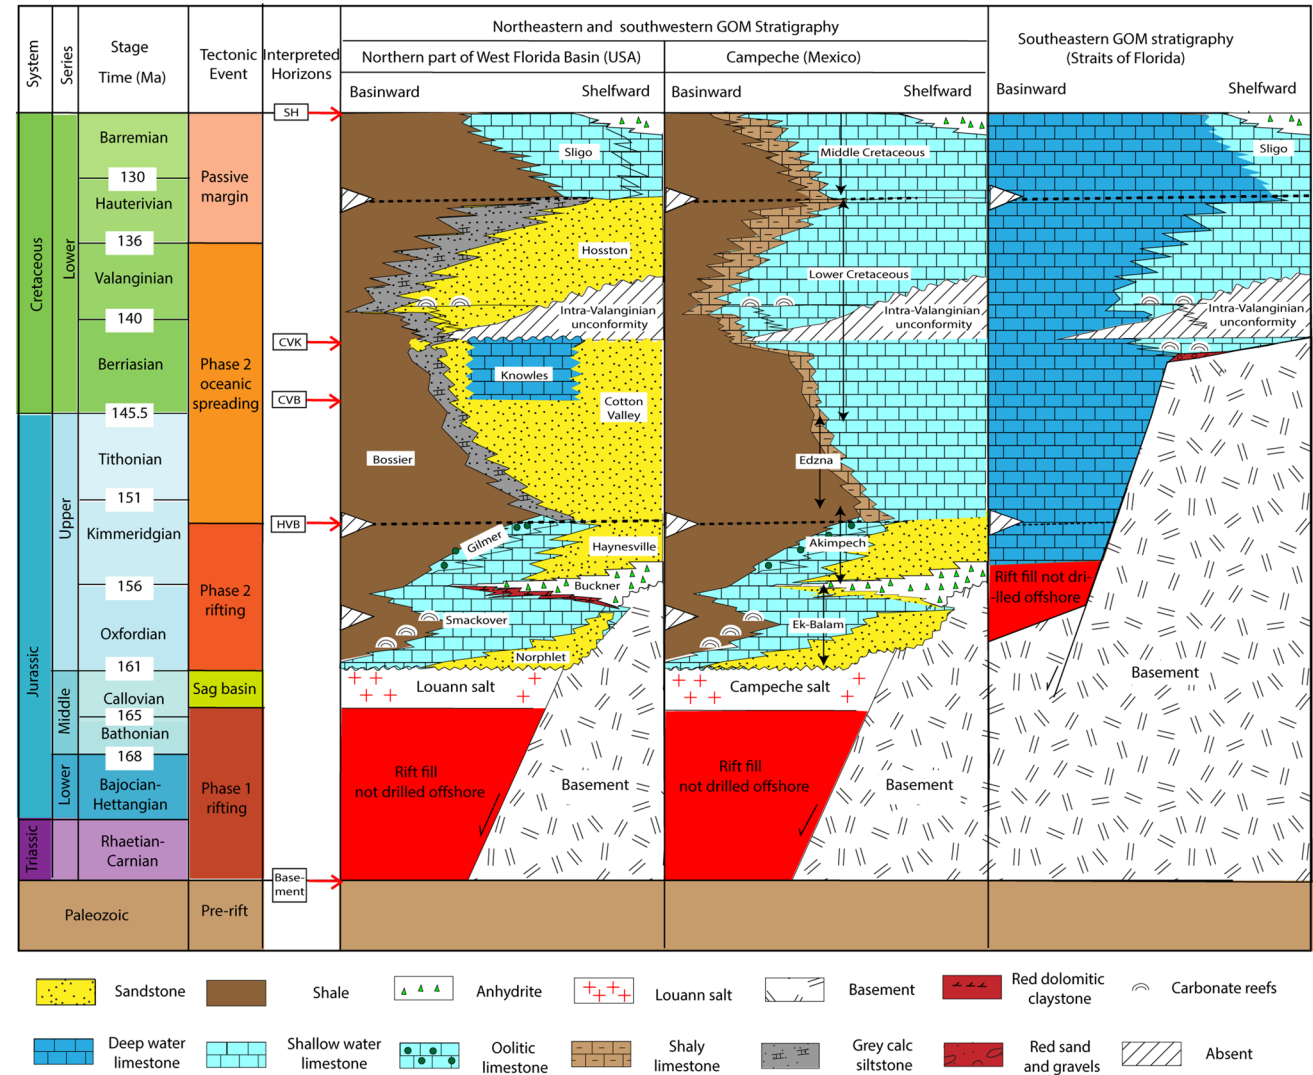 System
Series
Stage
Time (Ma)
Tectonic
Event
Interpreted
Horizons
Northeastern and southwestern GOM Stratigraphy
Northern part of West Florida Basin (USA)
Campeche (Mexico)
Southeastern GOM stratigraphy
(Straits of Florida)
Basinward
Shelfward
Basinward
Shelfward
Basinward
Shelfward
Cretaceous
Jurassic
Triassic
Lower
Upper
Middle
Lower
Barremian
130
Hauterivian
136
Valanginian
140
Berriasian
145.5
Tithonian
151
Kimmeridgian
156
Oxfordian
161
Callovian
165
Bathonian
168
Bajocian-
Hettangian
Rhaetian-
Carnian
Paleozoic
Passive
margin
Phase 2
oceanic
spreading
Phase 2
rifting
Sag basin
Phase 1
rifting
Pre-rift
SH
CVK
CVB
HVB
Base-
ment
Sligo
Hosston
Intra-Valanginian
unconformity
Knowles
Cotton
Valley
Bossier
Gilmer
Haynesville
Buckner
Smackover
Norphlet
Louann salt
Rift fill
not drilled offshore
Basement
Middle Cretaceous
Lower Cretaceous
Intra-Valanginian
unconformity
Edzna
Akimpech
Ek-Balam
Campeche salt
Rift fill
not drilled offshore
Basement
Sligo
Intra-Valanginian
unconformity
Rift fill not dri-
-lled offshore
Basement
Sandstone
Shale
Anhydrite
Louann salt
Basement
Red dolomitic
claystone
Carbonate reefs
Deep water
limestone
Shallow water
limestone
Oolitic
limestone
Shaly
limestone
Grey calc
siltstone
Red sand
and gravels
Absent